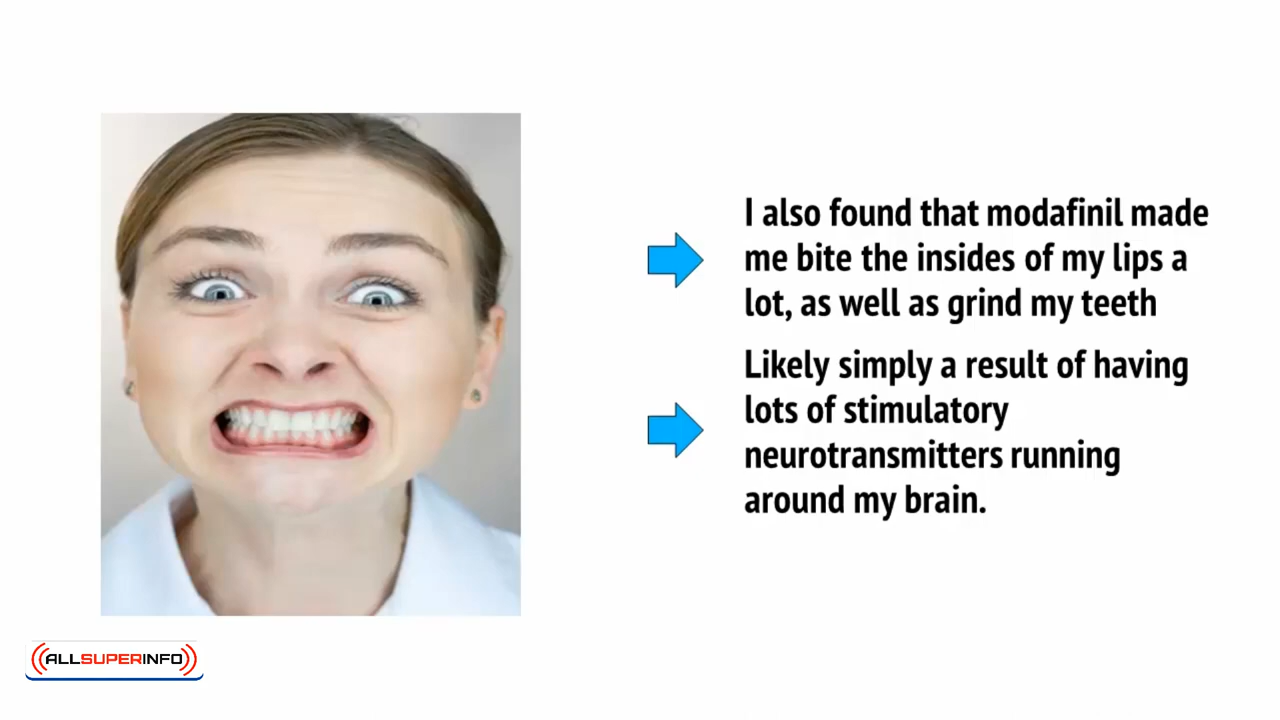 I also found that modafinil made
me bite the insides of my lips a
lot, as well as grind my teeth
Likely simply a result of having
lots of stimulatory
neurotransmitters running
around my brain.
ALLSUPERINFO